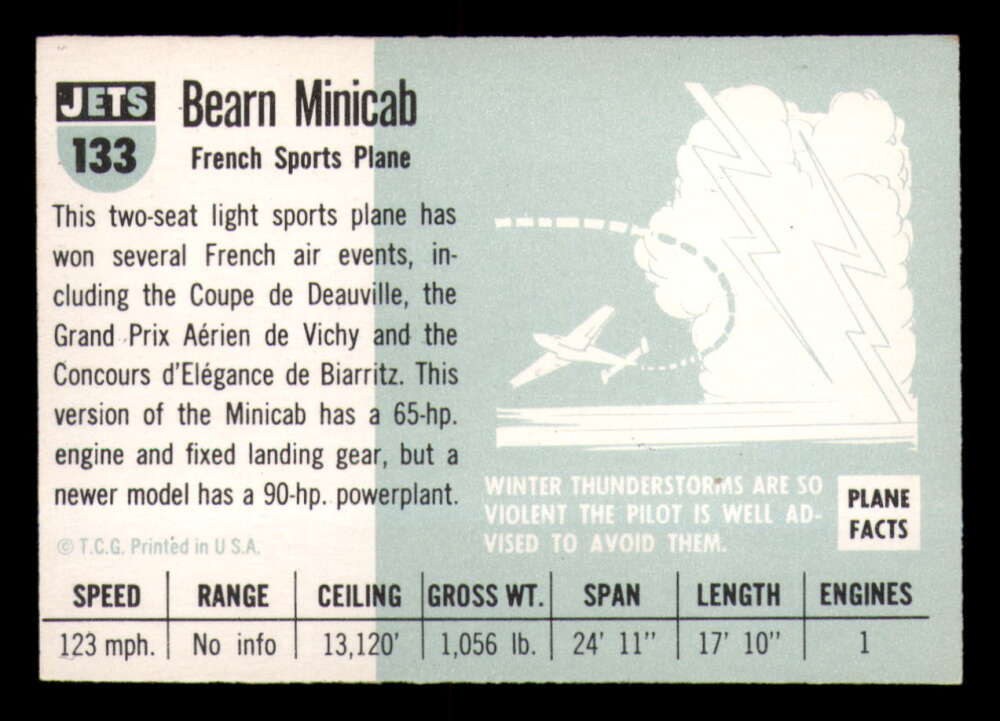 JETS
133
Bearn Minicab
French Sports Plane
This two-seat light sports plane has
won several French air events, in-
cluding the Coupe de Deauville, the
Grand Prix Aérien de Vichy and the
Concours d'Elégance de Biarritz. This
version of the Minicab has a 65-hp.
engine and fixed landing gear, but a
newer model has a 90-hp. powerplant.
© T.C.G. Printed in U S.A.
WINTER THUNDERSTORMS ARE SO
VIOLENT THE PILOT IS WELL AD-
VISED TO AVOID THEM.
PLANE
FACTS
SPEED RANGE CEILING GROSS WT. SPAN LENGTH ENGINES
123 mph. No info 13,120' 1,056 lb. 24' 11" 17' 10" 1